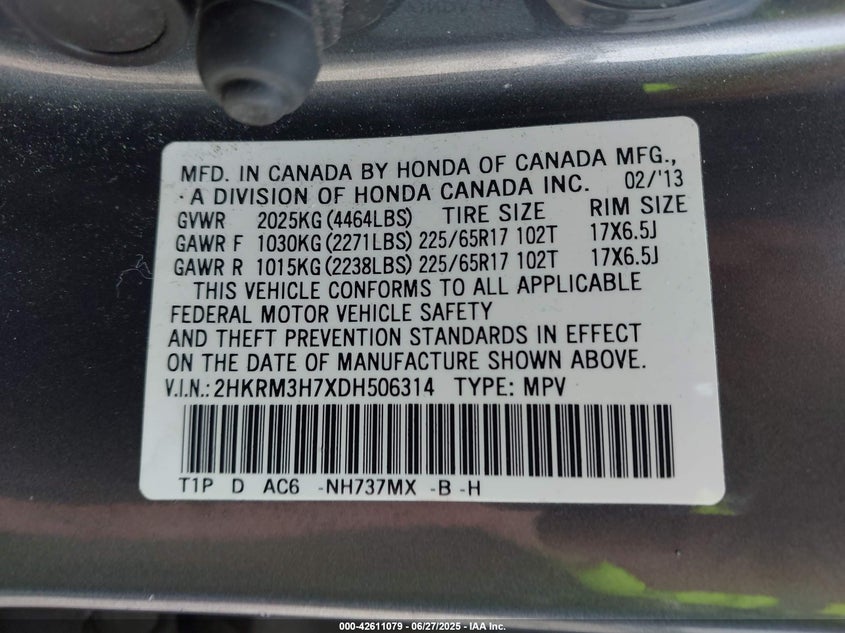 MFD. IN CANADA BY HONDA OF CANADA MFG.,
A DIVISION OF HONDA CANADA INC. 02/'13
GVWR 2025KG (4464LBS) TIRE SIZE RIM SIZE
GAWR F 1030KG (2271LBS) 225/65R17 102T 17X6.5J
GAWR R 1015KG (2238LBS) 225/65R17 102T 17X6.5J
THIS VEHICLE CONFORMS TO ALL APPLICABLE
FEDERAL MOTOR VEHICLE SAFETY
AND THEFT PREVENTION STANDARDS IN EFFECT
ON THE DATE OF MANUFACTURE SHOWN ABOVE.
V.I.N.: 2HKRM3H7XDH506314 TYPE: MPV
T1P D AC6 -NH737MX -B -H
000-42611079 - 06/27/2025 - IAA Inc.